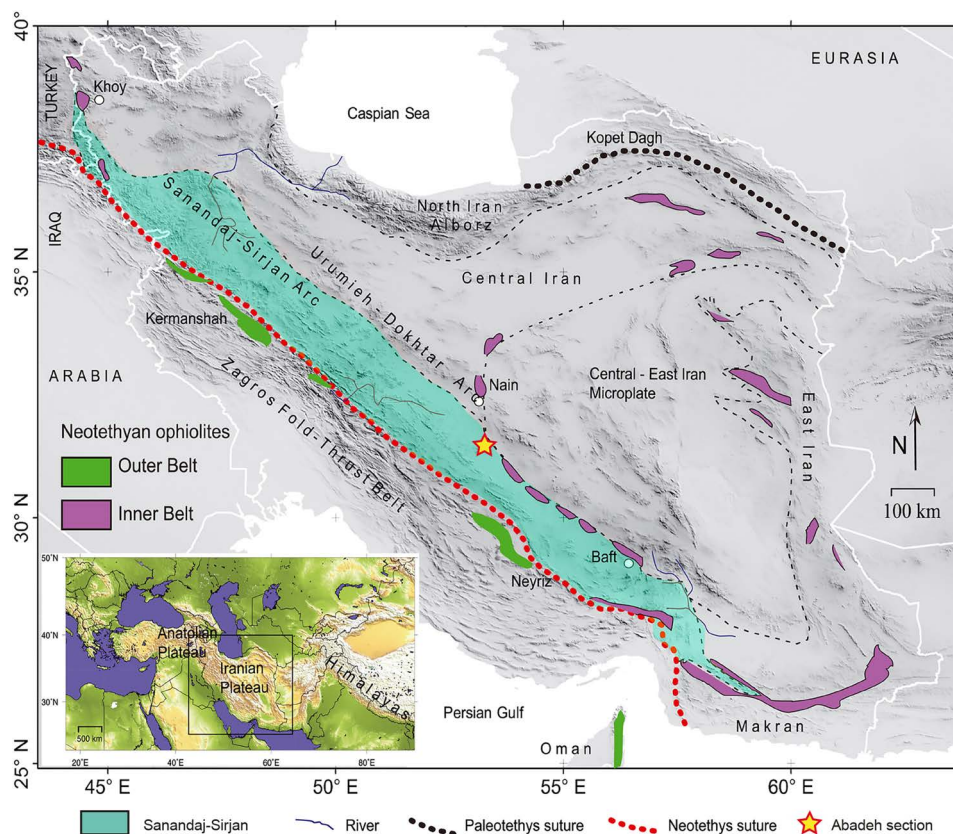 40°
35°
30°
25°
N
TURKEY
Khoy
IRAQ
Caspian Sea
EURASIA
Kopet Dagh
North Iran
Alborz
Sanandaj-Sirjan Arc
Urumieh Dokhtar Arc
Central Iran
Kermanshah
ARABIA
Zagros Fold-Thrust Belt
Nain
Central - East Iran
Microplate
East Iran
N
100 km
Neotethyan ophiolites
Outer Belt
Inner Belt
Baft
Neyriz
Persian Gulf
Oman
Makran
50°N
40°N
30°N
Anatolian
Plateau
Iranian
Plateau
Himalayas
500 km
20°E
40°E
60°E
80°E
45° E
50° E
55° E
60° E
Sanandaj-Sirjan
River
Paleotethys suture
Neotethys suture
Abadeh section